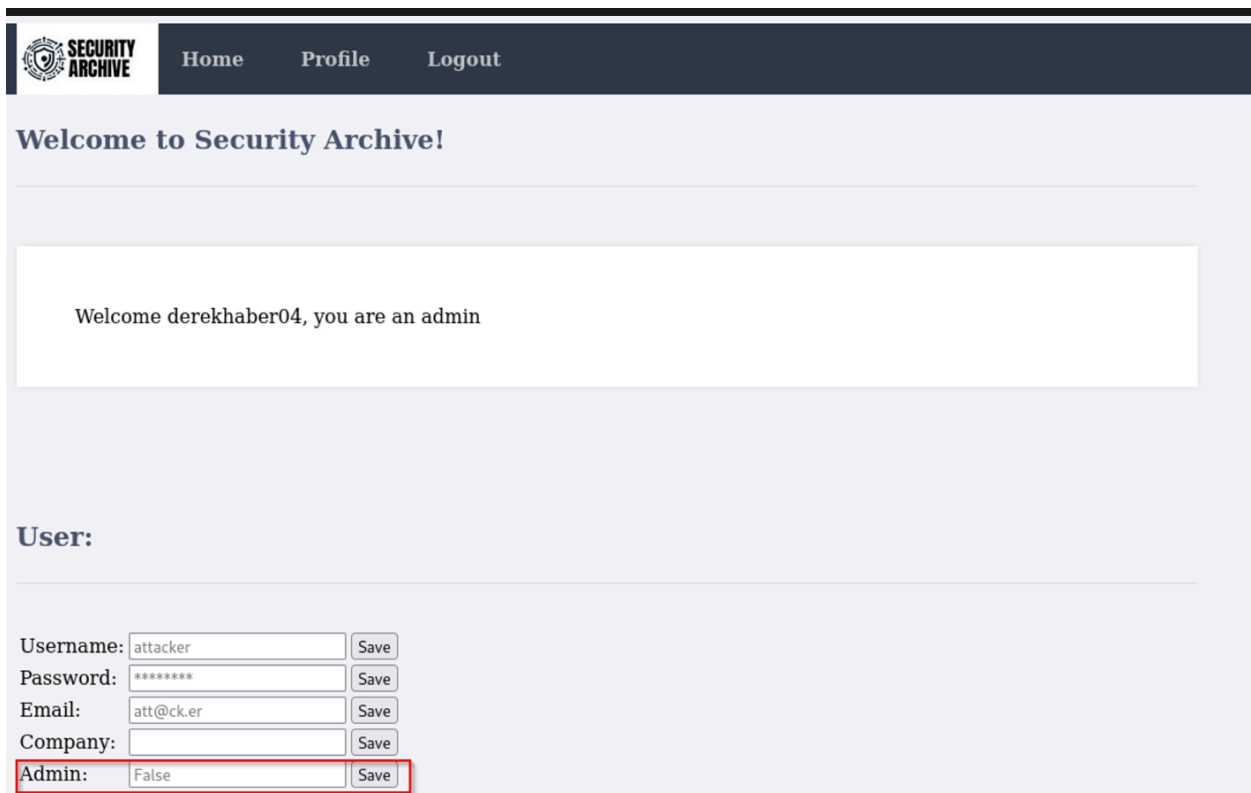 SECURITY
ARCHIVE
Home Profile Logout
Welcome to Security Archive!
Welcome derekhaber04, you are an admin
User:
Username: attacker Save
Password: ******** Save
Email: att@ck.er Save
Company: Save
Admin: False Save